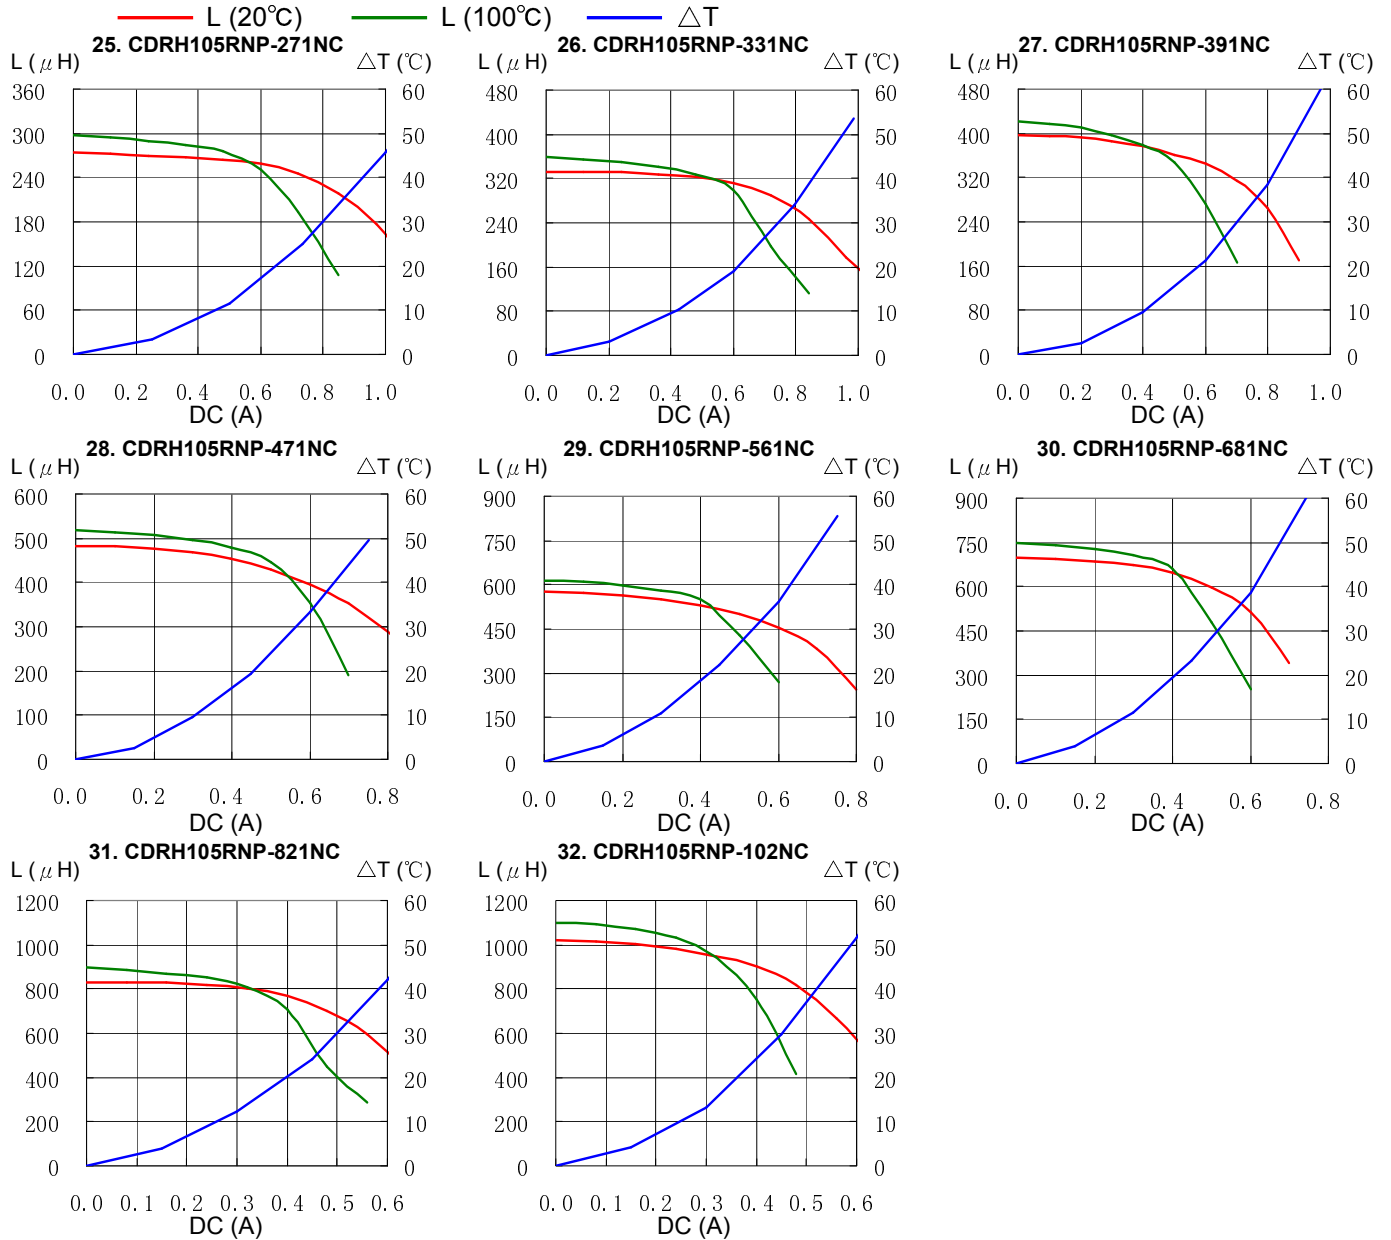 L (20℃) L (100℃) △T
25. CDRH105RNP-271NC
L (μH) △T (℃)
360 60
300 50
240 40
180 30
120 20
60 10
0 0
0.0 0.2 0.4 0.6 0.8 1.0
DC (A)
26. CDRH105RNP-331NC
L (μH) △T (℃)
480 60
400 50
320 40
240 30
160 20
80 10
0 0
0.0 0.2 0.4 0.6 0.8 1.0
DC (A)
27. CDRH105RNP-391NC
L (μH) △T (℃)
480 60
400 50
320 40
240 30
160 20
80 10
0 0
0.0 0.2 0.4 0.6 0.8 1.0
DC (A)
28. CDRH105RNP-471NC
L (μH) △T (℃)
600 60
500 50
400 40
300 30
200 20
100 10
0 0
0.0 0.2 0.4 0.6 0.8
DC (A)
29. CDRH105RNP-561NC
L (μH) △T (℃)
900 60
750 50
600 40
450 30
300 20
150 10
0 0
0.0 0.2 0.4 0.6 0.8
DC (A)
30. CDRH105RNP-681NC
L (μH) △T (℃)
900 60
750 50
600 40
450 30
300 20
150 10
0 0
0.0 0.2 0.4 0.6 0.8
DC (A)
31. CDRH105RNP-821NC
L (μH) △T (℃)
1200 60
1000 50
800 40
600 30
400 20
200 10
0 0
0.0 0.1 0.2 0.3 0.4 0.5 0.6
DC (A)
32. CDRH105RNP-102NC
L (μH) △T (℃)
1200 60
1000 50
800 40
600 30
400 20
200 10
0 0
0.0 0.1 0.2 0.3 0.4 0.5 0.6
DC (A)